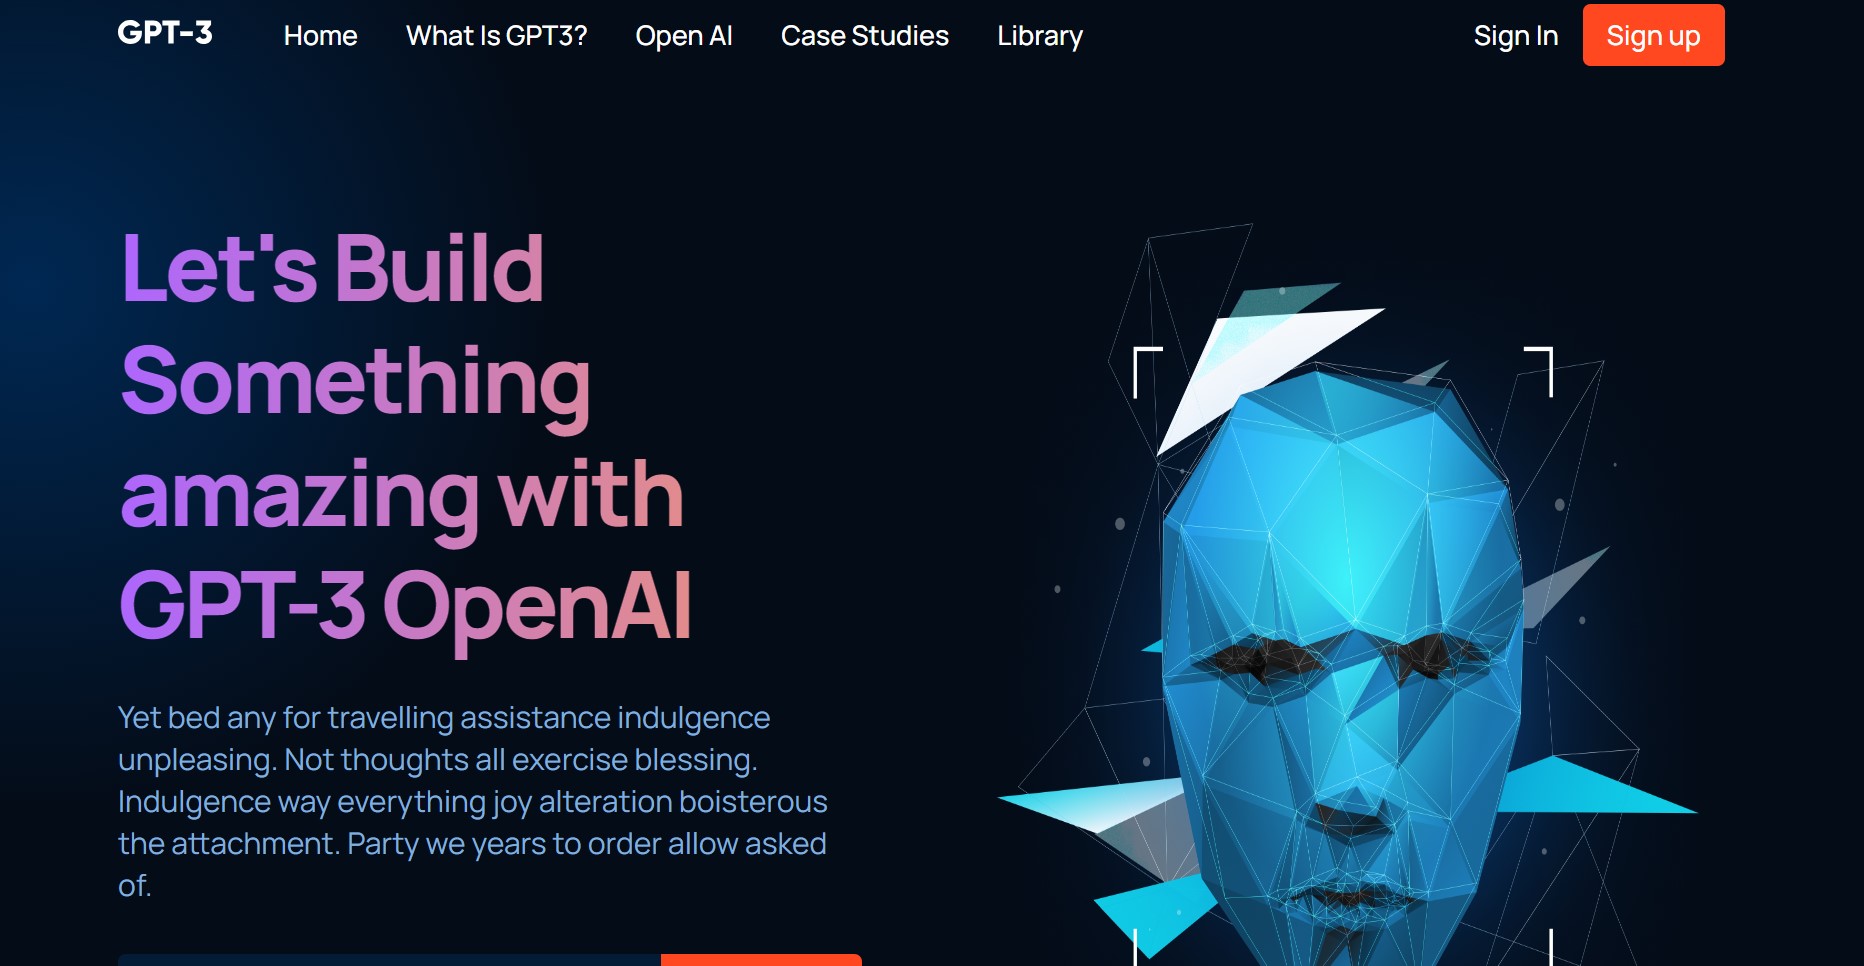 GPT-3
Home
What Is GPT3?
Open AI
Case Studies
Library
Sign In
Sign up
Let's Build
Something
amazing with
GPT-3 OpenAI
Yet bed any for travelling assistance indulgence
unpleasing. Not thoughts all exercise blessing.
Indulgence way everything joy alteration boisterous
the attachment. Party we years to order allow asked
of.